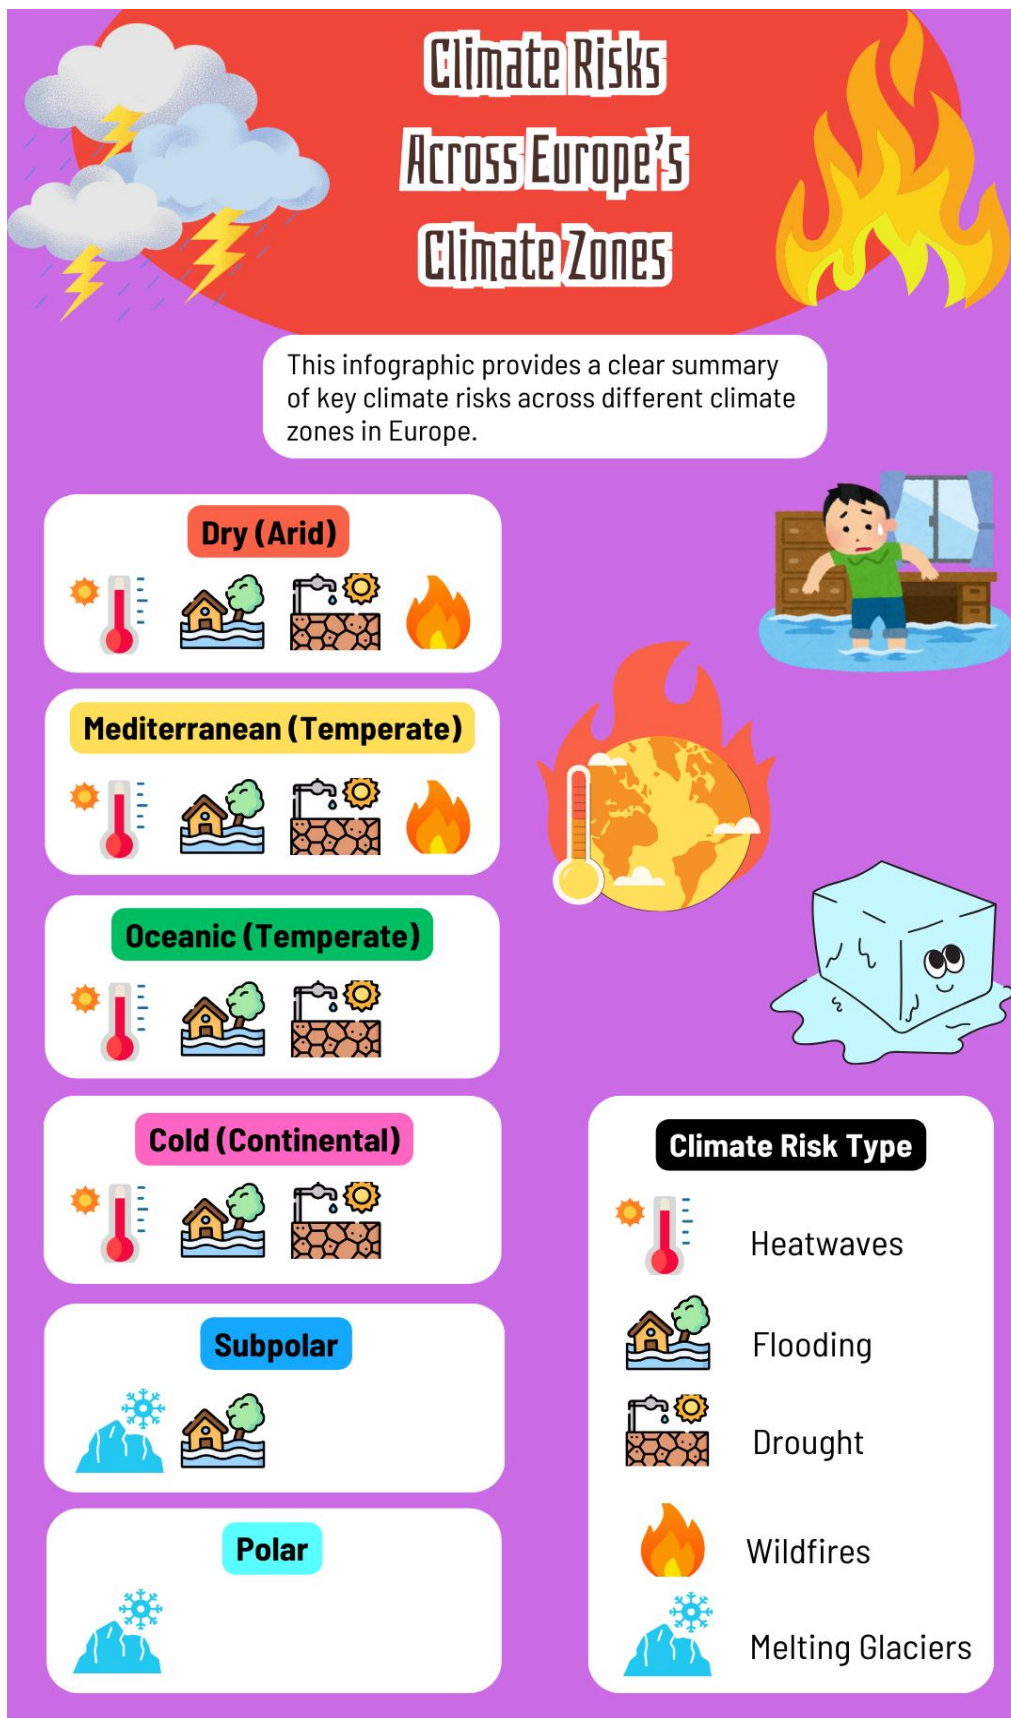 Climate Risks
Across Europe's
Climate Zones
This infographic provides a clear summary
of key climate risks across different climate
zones in Europe.
Dry (Arid)
Mediterranean (Temperate)
Oceanic (Temperate)
Cold (Continental)
Subpolar
Polar
Climate Risk Type
Heatwaves
Flooding
Drought
Wildfires
Melting Glaciers